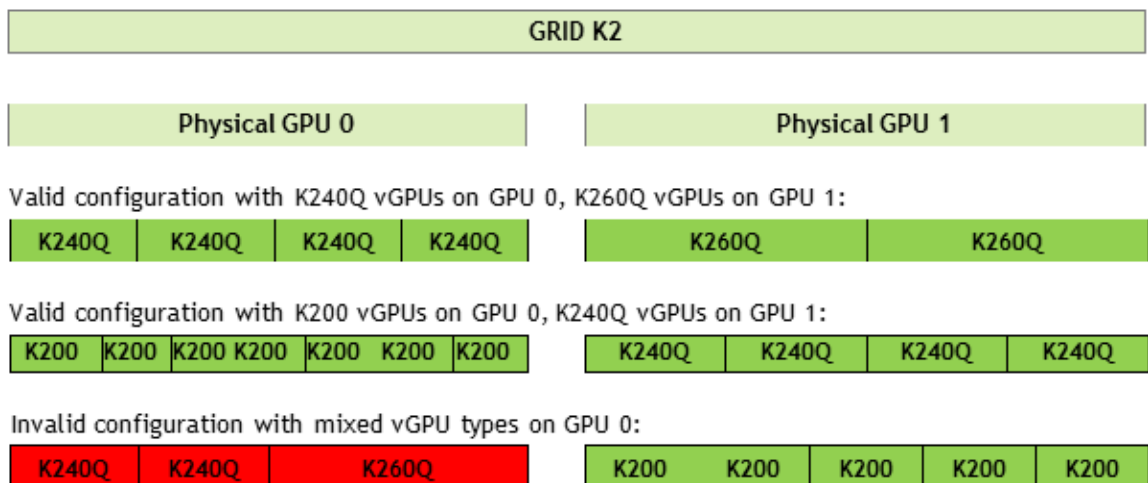 GRID K2
Physical GPU 0 Physical GPU 1
Valid configuration with K240Q vGPUs on GPU 0, K260Q vGPUs on GPU 1:
K240Q K240Q K240Q K240Q K260Q K260Q
Valid configuration with K200 vGPUs on GPU 0, K240Q vGPUs on GPU 1:
K200 K200 K200 K200 K200 K200 K200 K240Q K240Q K240Q K240Q
Invalid configuration with mixed vGPU types on GPU 0:
K240Q K240Q K260Q K200 K200 K200 K200 K200